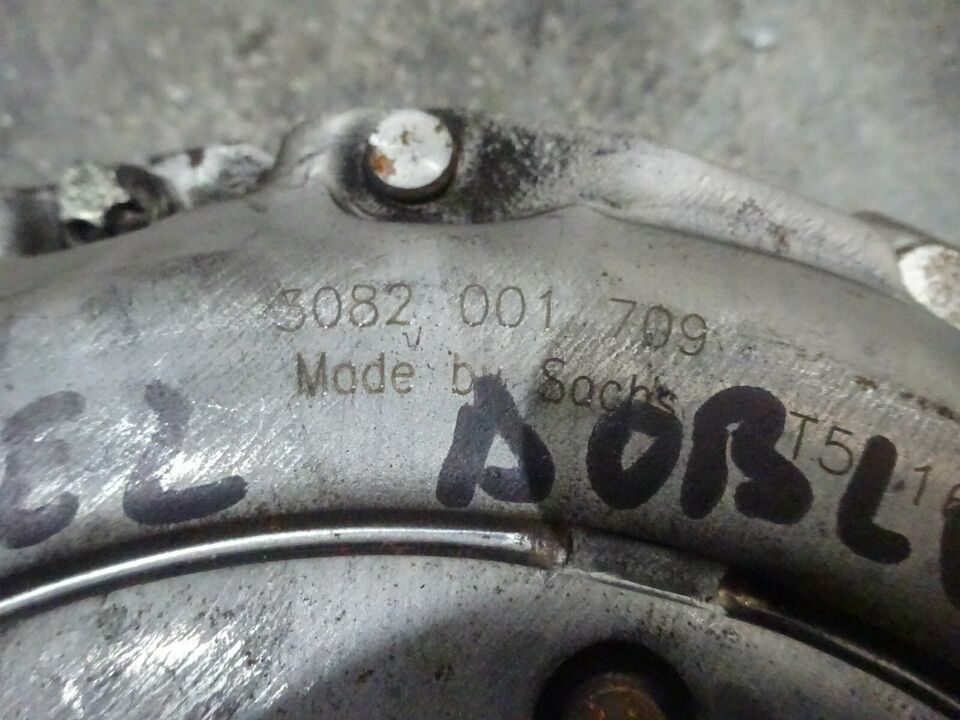 3082 001 709
Made by Sachs
T5
EL DOBL